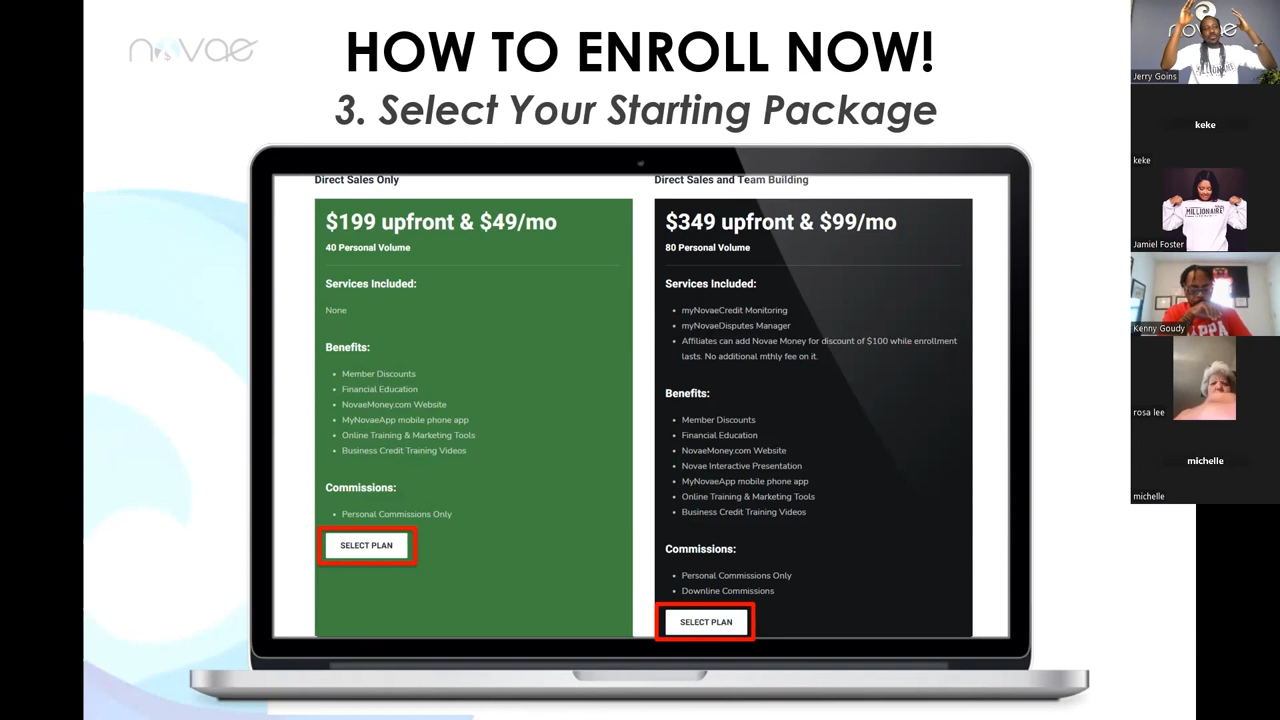 novae
HOW TO ENROLL NOW!
3. Select Your Starting Package
Direct Sales Only
$199 upfront & $49/mo
40 Personal Volume
Services Included:
None
Benefits:
Member Discounts
Financial Education
NovaeMoney.com Website
MyNovaeApp mobile phone app
Online Training & Marketing Tools
Business Credit Training Videos
Commissions:
Personal Commissions Only
SELECT PLAN
Direct Sales and Team Building
$349 upfront & $99/mo
80 Personal Volume
Services Included:
myNovaeCredit Monitoring
myNovaeDisputes Manager
Affiliates can add Novae Money for discount of $100 while enrollment
lasts. No additional mthly fee on it.
Benefits:
Member Discounts
Financial Education
NovaeMoney.com Website
Novae Interactive Presentation
MyNovaeApp mobile phone app
Online Training & Marketing Tools
Business Credit Training Videos
Commissions:
Personal Commissions Only
Downline Commissions
SELECT PLAN
novae
Jerry Goins
keke
keke
MILLIONAIRE
Jamiel Foster
KAPPA
Kenny Goudy
rosa lee
michelle
michelle